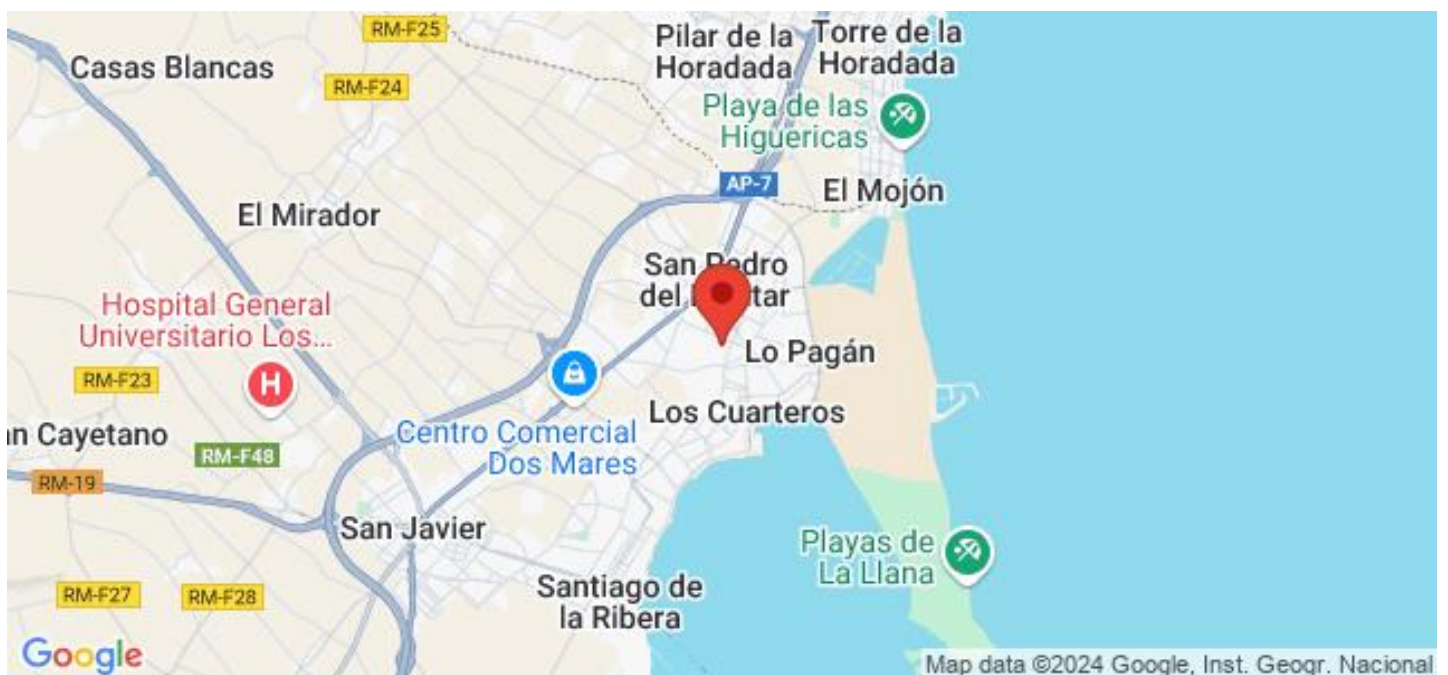 RM-F25
Pilar de la
Horadada
Torre de la
Horadada
Casas Blancas
RM-F24
Playa de las
Higuericas
AP-7
El Mojón
El Mirador
San Pedro
del
tar
Hospital General
Universitario Los...
Lo Pagán
RM-F23
H
Los Cuarteros
n Cayetano
RM-F48
Centro Comercial
Dos Mares
RM-19
San Javier
Playas de
La Llana
Santiago de
la Ribera
RM-F27
RM-F28
Google
Map data ©2024 Google, Inst. Geogr. Nacional